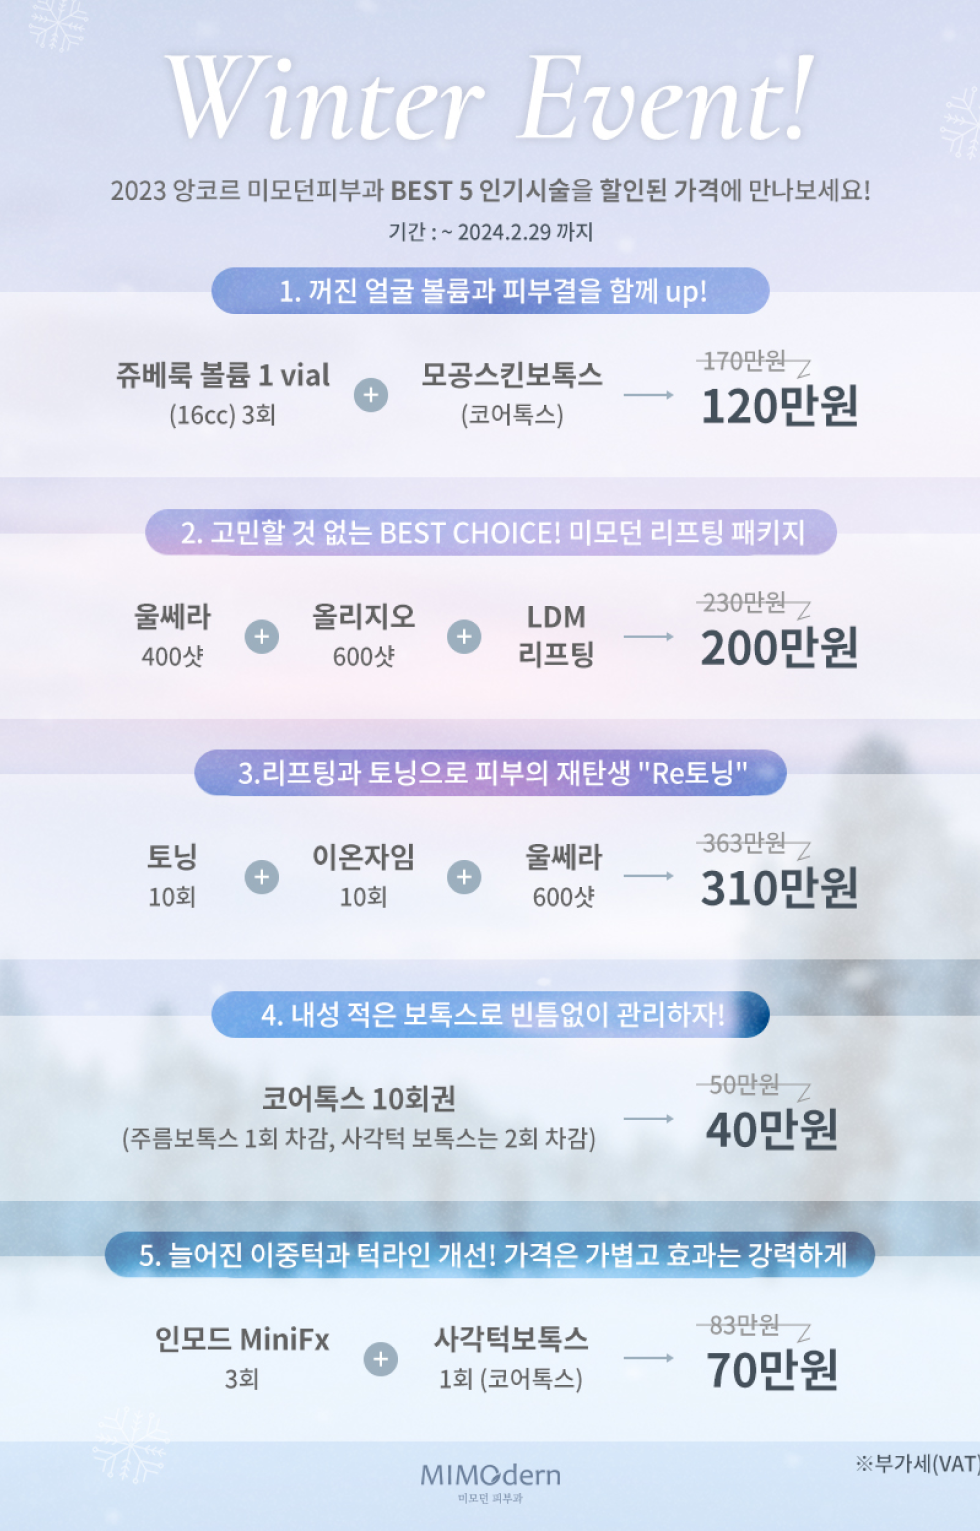 Winter Event!
2023 앙코르 미모던피부과 BEST 5 인기시술을 할인된 가격에 만나보세요!
기간 : ~ 2024.2.29 까지
1. 꺼진 얼굴 볼륨과 피부결을 함께 up!
쥬베룩 볼륨 1 vial
(16cc) 3회
+
모공스킨보톡스
(코어톡스)
170만원
120만원
2. 고민할 것 없는 BEST CHOICE! 미모던 리프팅 패키지
울쎄라
400샷
+
올리지오
600샷
+
LDM
리프팅
230만원
200만원
3.리프팅과 토닝으로 피부의 재탄생 "Re토닝"
토닝
10회
+
이온자임
10회
+
울쎄라
600샷
363만원
310만원
4. 내성 적은 보톡스로 빈틈없이 관리하자!
코어톡스 10회권
(주름보톡스 1회 차감, 사각턱 보톡스는 2회 차감)
50만원
40만원
5. 늘어진 이중턱과 턱라인 개선! 가격은 가볍고 효과는 강력하게
인모드 MiniFx
3회
+
사각턱보톡스
1회 (코어톡스)
83만원
70만원
※부가세(VAT)
MIMOdern
미모던 피부과